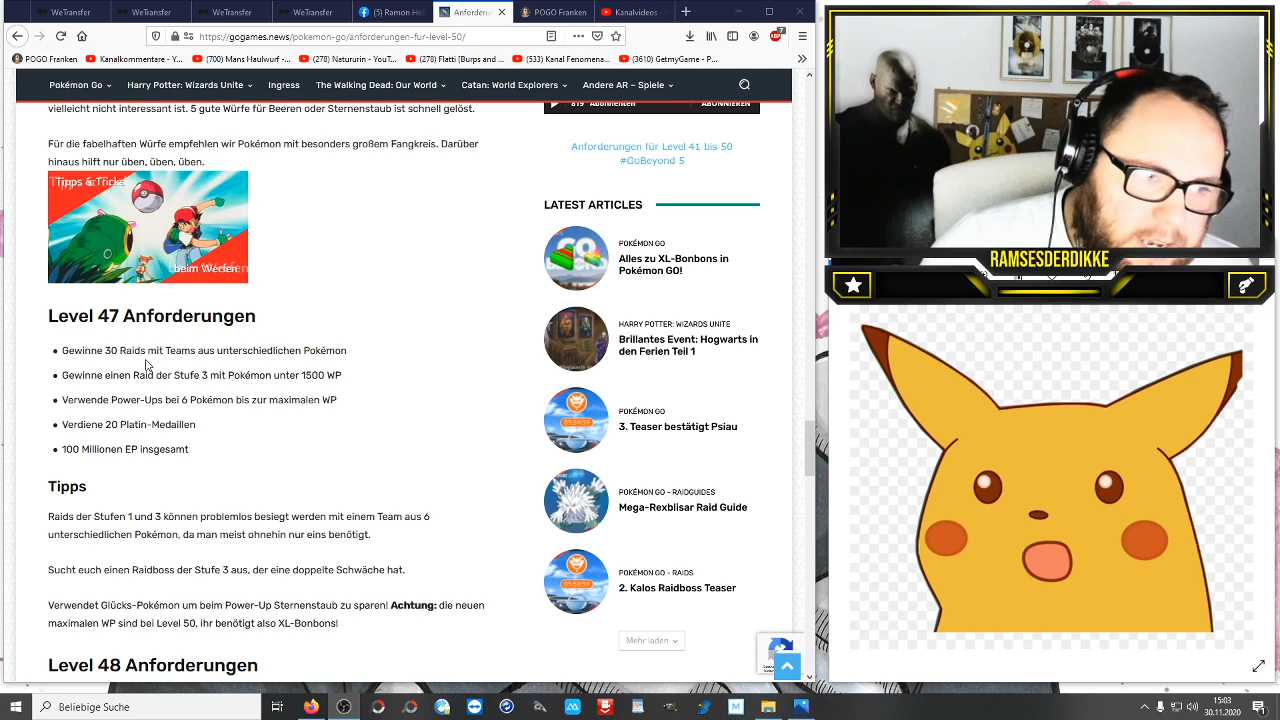 WeTransfer
WeTransfer
WeTransfer
WeTransfer
Anforderun
POGO Franken
Kanalvideos -
https://gogames.news/pokemon-go/anforderungen-fur-level-50/
7
POGO Franken
Kanalkommentare - Y...
(700) Mans Haulwurf -...
(278) Naturirin - YouT...
(278) Flatti [Burps and ...
(533) Kanal Fenomena...
(3610) GetmyGame - P...
Pokémon Go
Harry Potter: Wizards Unite
Ingress
The Walking Dead: Our World
Catan: World Explorers
Andere AR – Spiele
vielleicht nicht interessant ist. 5 gute Würfe für Beeren oder Sternenstaub ist schnell gelöst.
Für die fabelhaften Würfe empfehlen wir Pokémon mit besonders großem Fangkreis. Darüber
hinaus hilft nur üben, üben, üben.
Tipps & Tricks
beim Werfen
Level 47 Anforderungen
Gewinne 30 Raids mit Teams aus unterschiedlichen Pokémon
Gewinne einen Raid der Stufe 3 mit Pokémon unter 1500 WP
Verwende Power-Ups bei 6 Pokémon bis zur maximalen WP
Verdiene 20 Platin-Medaillen
100 Millionen EP insgesamt
Tipps
Raids der Stufe 1 und 3 können problemlos besiegt werden mit einem Team aus 6
unterschiedlichen Pokémon, da man meist ohnehin nur eins benötigt.
Sucht euch einen Raidboss der Stufe 3 aus, der eine doppelte Schwäche hat.
Verwendet Glücks-Pokémon um beim Power-Up Sternenstaub zu sparen! Achtung: die neuen
maximalen WP sind bei Level 50, ihr benötigt also XL-Bonbons!
Level 48 Anforderungen
819 Abonnenten
ABONNIEREN
Anforderungen für Level 41 bis 50
#GoBeyond 5
LATEST ARTICLES
POKÉMON GO
Alles zu XL-Bonbons in
Pokémon GO!
HARRY POTTER: WIZARDS UNITE
Brillantes Event: Hogwarts in
den Ferien Teil 1
POKÉMON GO
3. Teaser bestätigt Psiau
POKÉMON GO - RAIDGUIDES
Mega-Rexblisar Raid Guide
POKÉMON GO - RAIDS
2. Kalos Raidboss Teaser
Mehr laden
RAMSESDERDIKKE
Beliebige Suche
15:03
30.11.2020